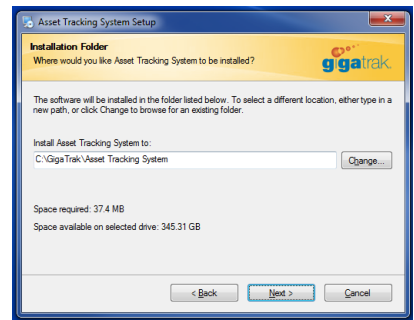 Asset Tracking System Setup
Installation Folder
Where would you like Asset Tracking System to be installed?
gigatrak.
The software will be installed in the folder listed below. To select a different location, either type in a
new path, or click Change to browse for an existing folder.
Install Asset Tracking System to:
C:\GigaTrak\Asset Tracking System
Change...
Space required: 37.4 MB
Space available on selected drive: 345.31 GB
< Back
Next >
Cancel